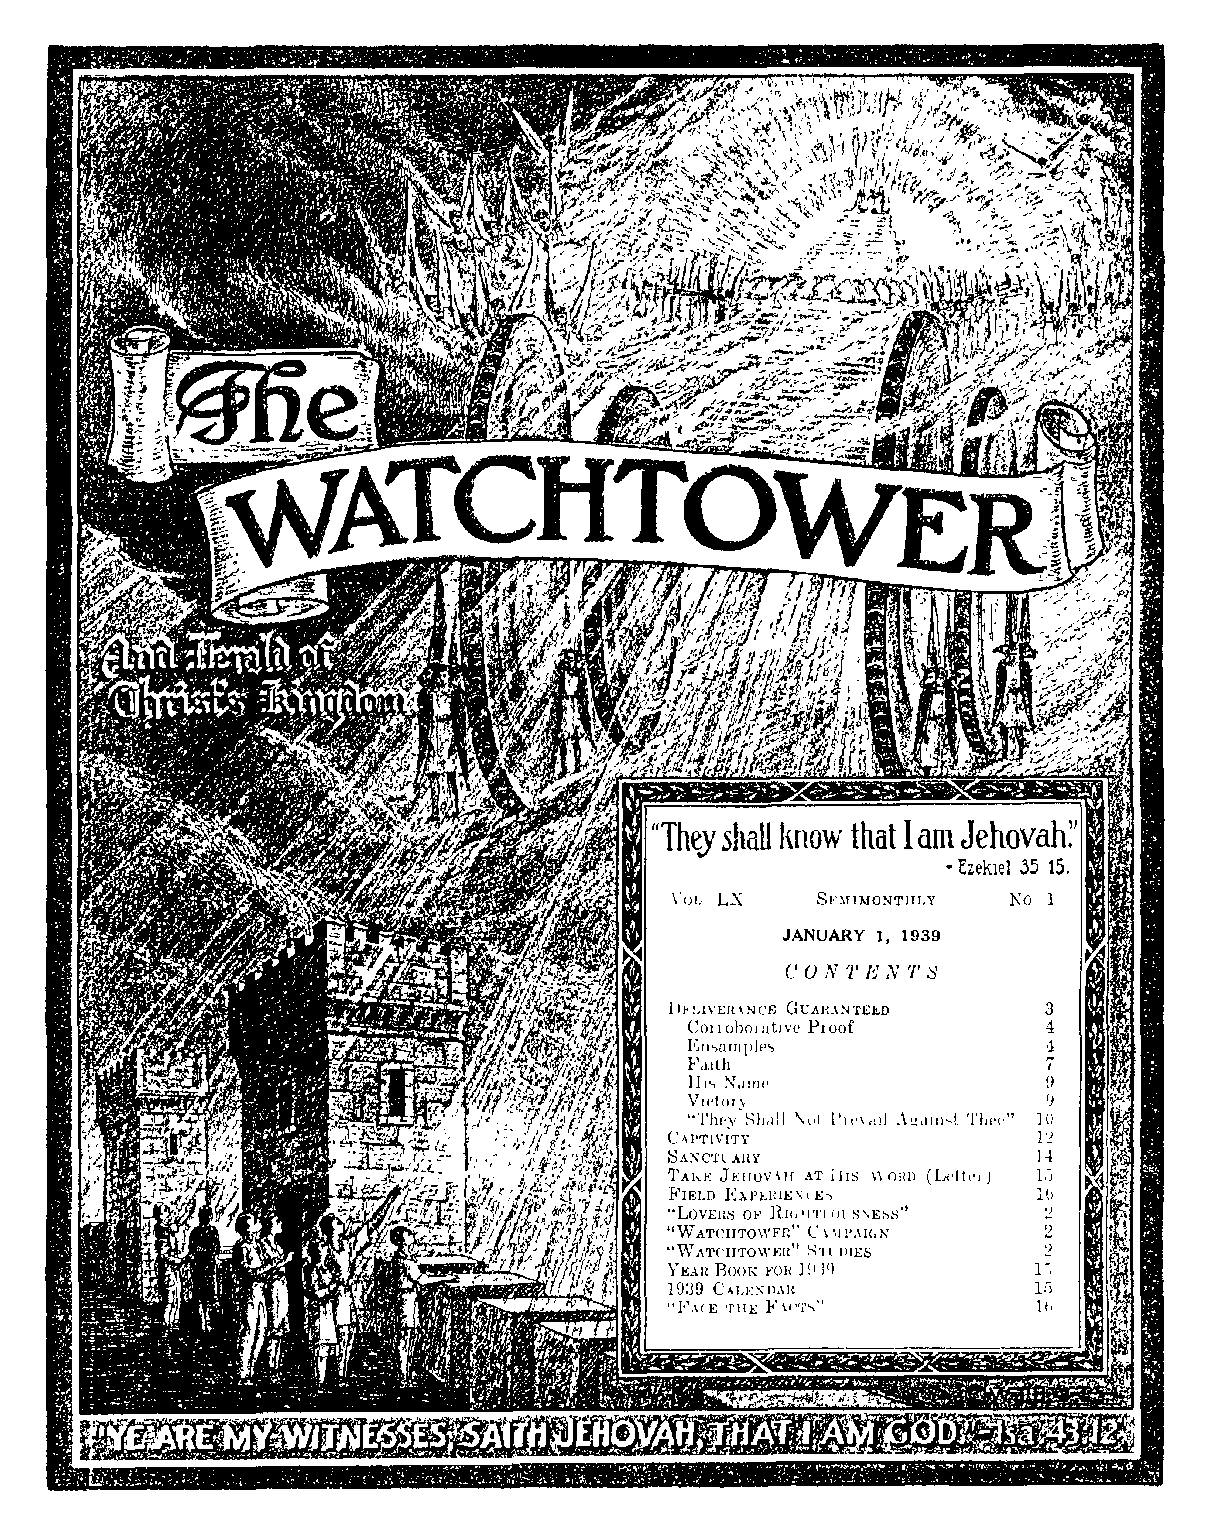 The
WATCHTOWER
And Herald of
Christ's Kingdom
"They shall know that I am Jehovah."
- Ezekiel 35 15.
Vol. LX Semimonthly No 1
JANUARY 1, 1939
CONTENTS
Deliverance Guaranteed 3
Corroborative Proof 4
Ensamples 4
Faith 7
His Name 9
Victory 9
"They Shall Not Prevail Against Thee" 10
Captivity 12
Sanctuary 14
Take Jehovah at His Word (Letter) 15
Field Experiences 16
"Lovers of Righteousness" 2
"Watchtower" Campaign 2
"Watchtower" Studies 2
Year Book for 1939 15
1939 Calendar 15
"Face the Facts" 16
"YE ARE MY WITNESSES, SAITH JEHOVAH, THAT I AM GOD."-Isa. 43:12